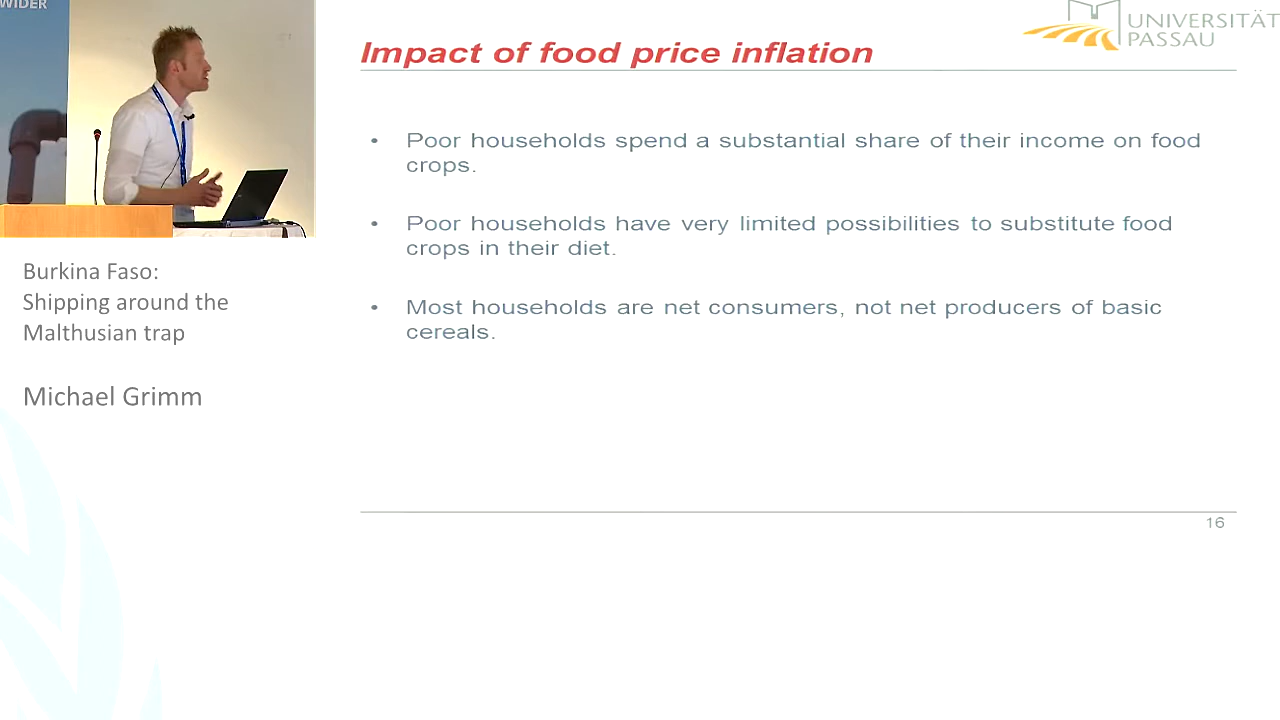 WIDER
UNIVERSITÄT
PASSAU
Impact of food price inflation
• Poor households spend a substantial share of their income on food
crops.
• Poor households have very limited possibilities to substitute food
crops in their diet.
• Most households are net consumers, not net producers of basic
cereals.
16
Burkina Faso:
Shipping around the
Malthusian trap
Michael Grimm